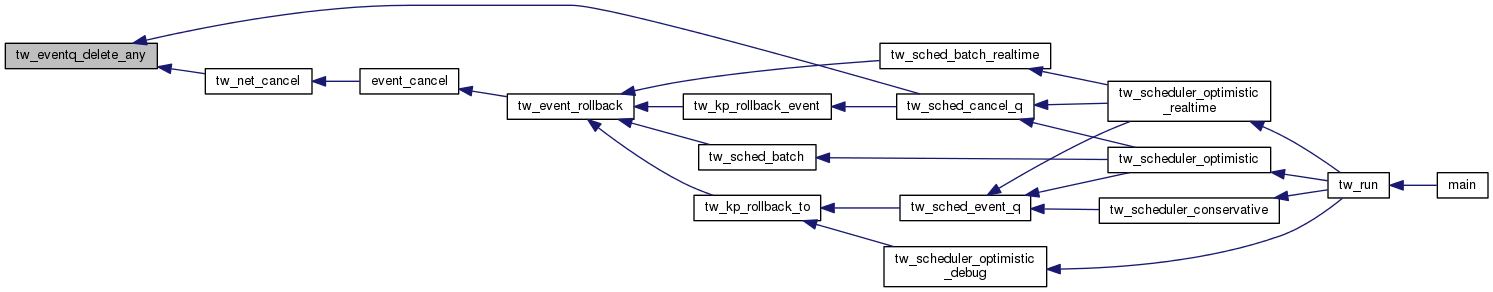 tw_eventq_delete_any
tw_net_cancel
event_cancel
tw_event_rollback
tw_sched_batch_realtime
tw_kp_rollback_event
tw_sched_cancel_q
tw_sched_batch
tw_kp_rollback_to
tw_sched_event_q
tw_scheduler_optimistic
_debug
tw_scheduler_optimistic
_realtime
tw_scheduler_optimistic
tw_scheduler_conservative
tw_run
main